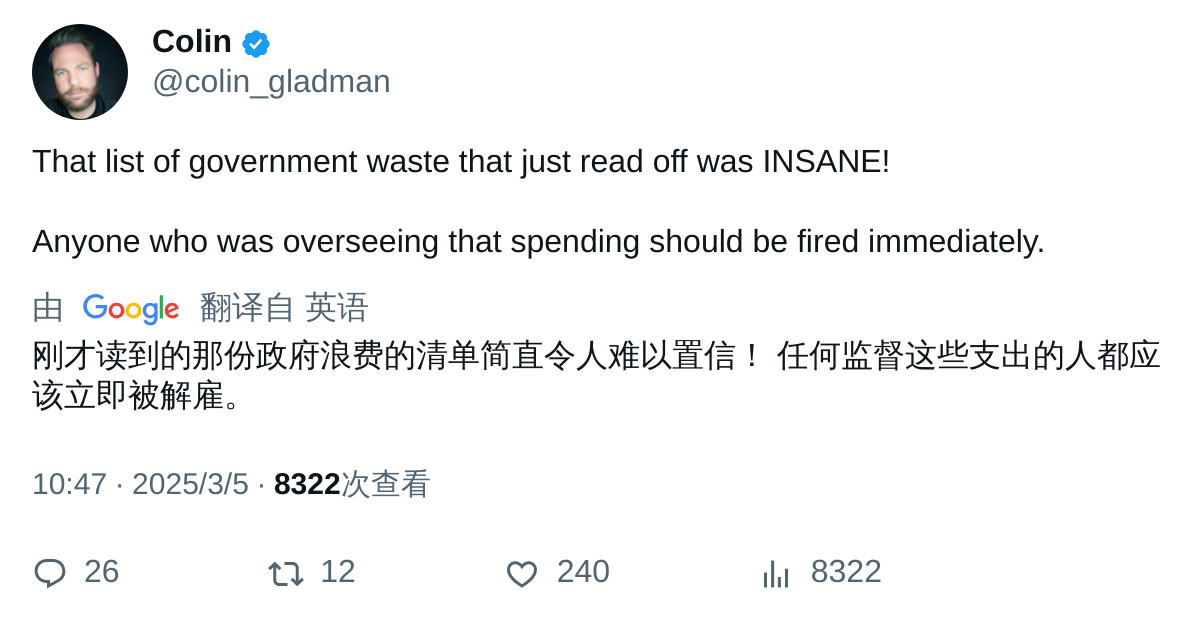 Colin
@colin_gladman
That list of government waste that just read off was INSANE!
Anyone who was overseeing that spending should be fired immediately.
由 Google 翻译自 英语
刚才读到的那份政府浪费的清单简直令人难以置信！ 任何监督这些支出的人都应
该立即被解雇。
10:47 · 2025/3/5 · 8322次查看
26 12 240 8322